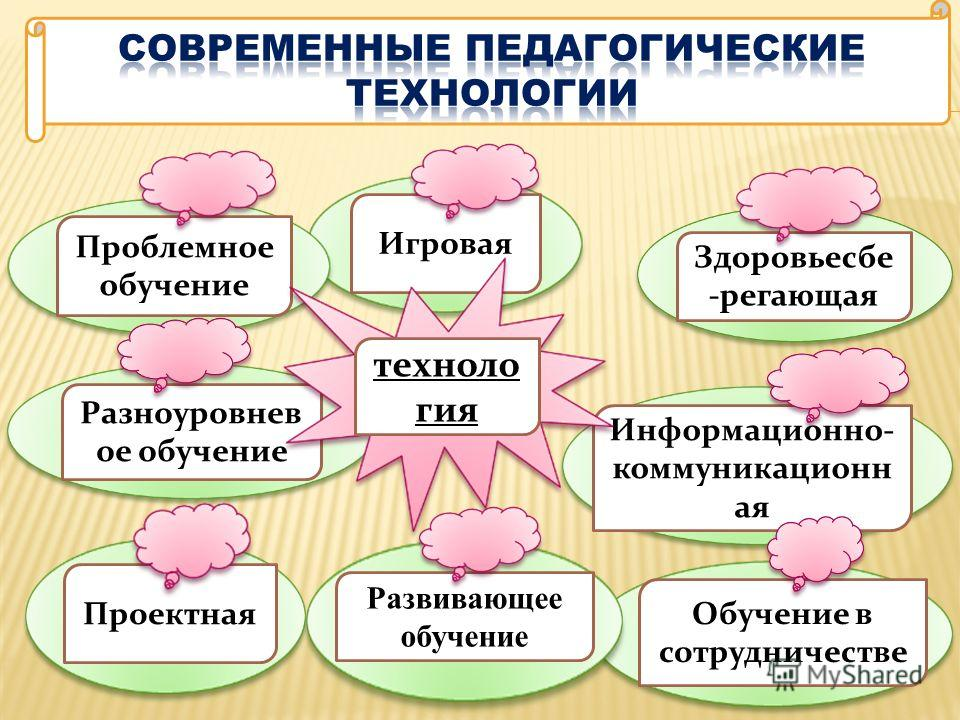 СОВРЕМЕННЫЕ ПЕДАГОГИЧЕСКИЕ
ТЕХНОЛОГИИ
Проблемное
обучение
Игровая
Здоровьесбе
-регающая
техноло
гия
Разноуровнев
ое обучение
Информационно-
коммуникационн
ая
Проектная
Развивающее
обучение
Обучение в
сотрудничестве
MyShared